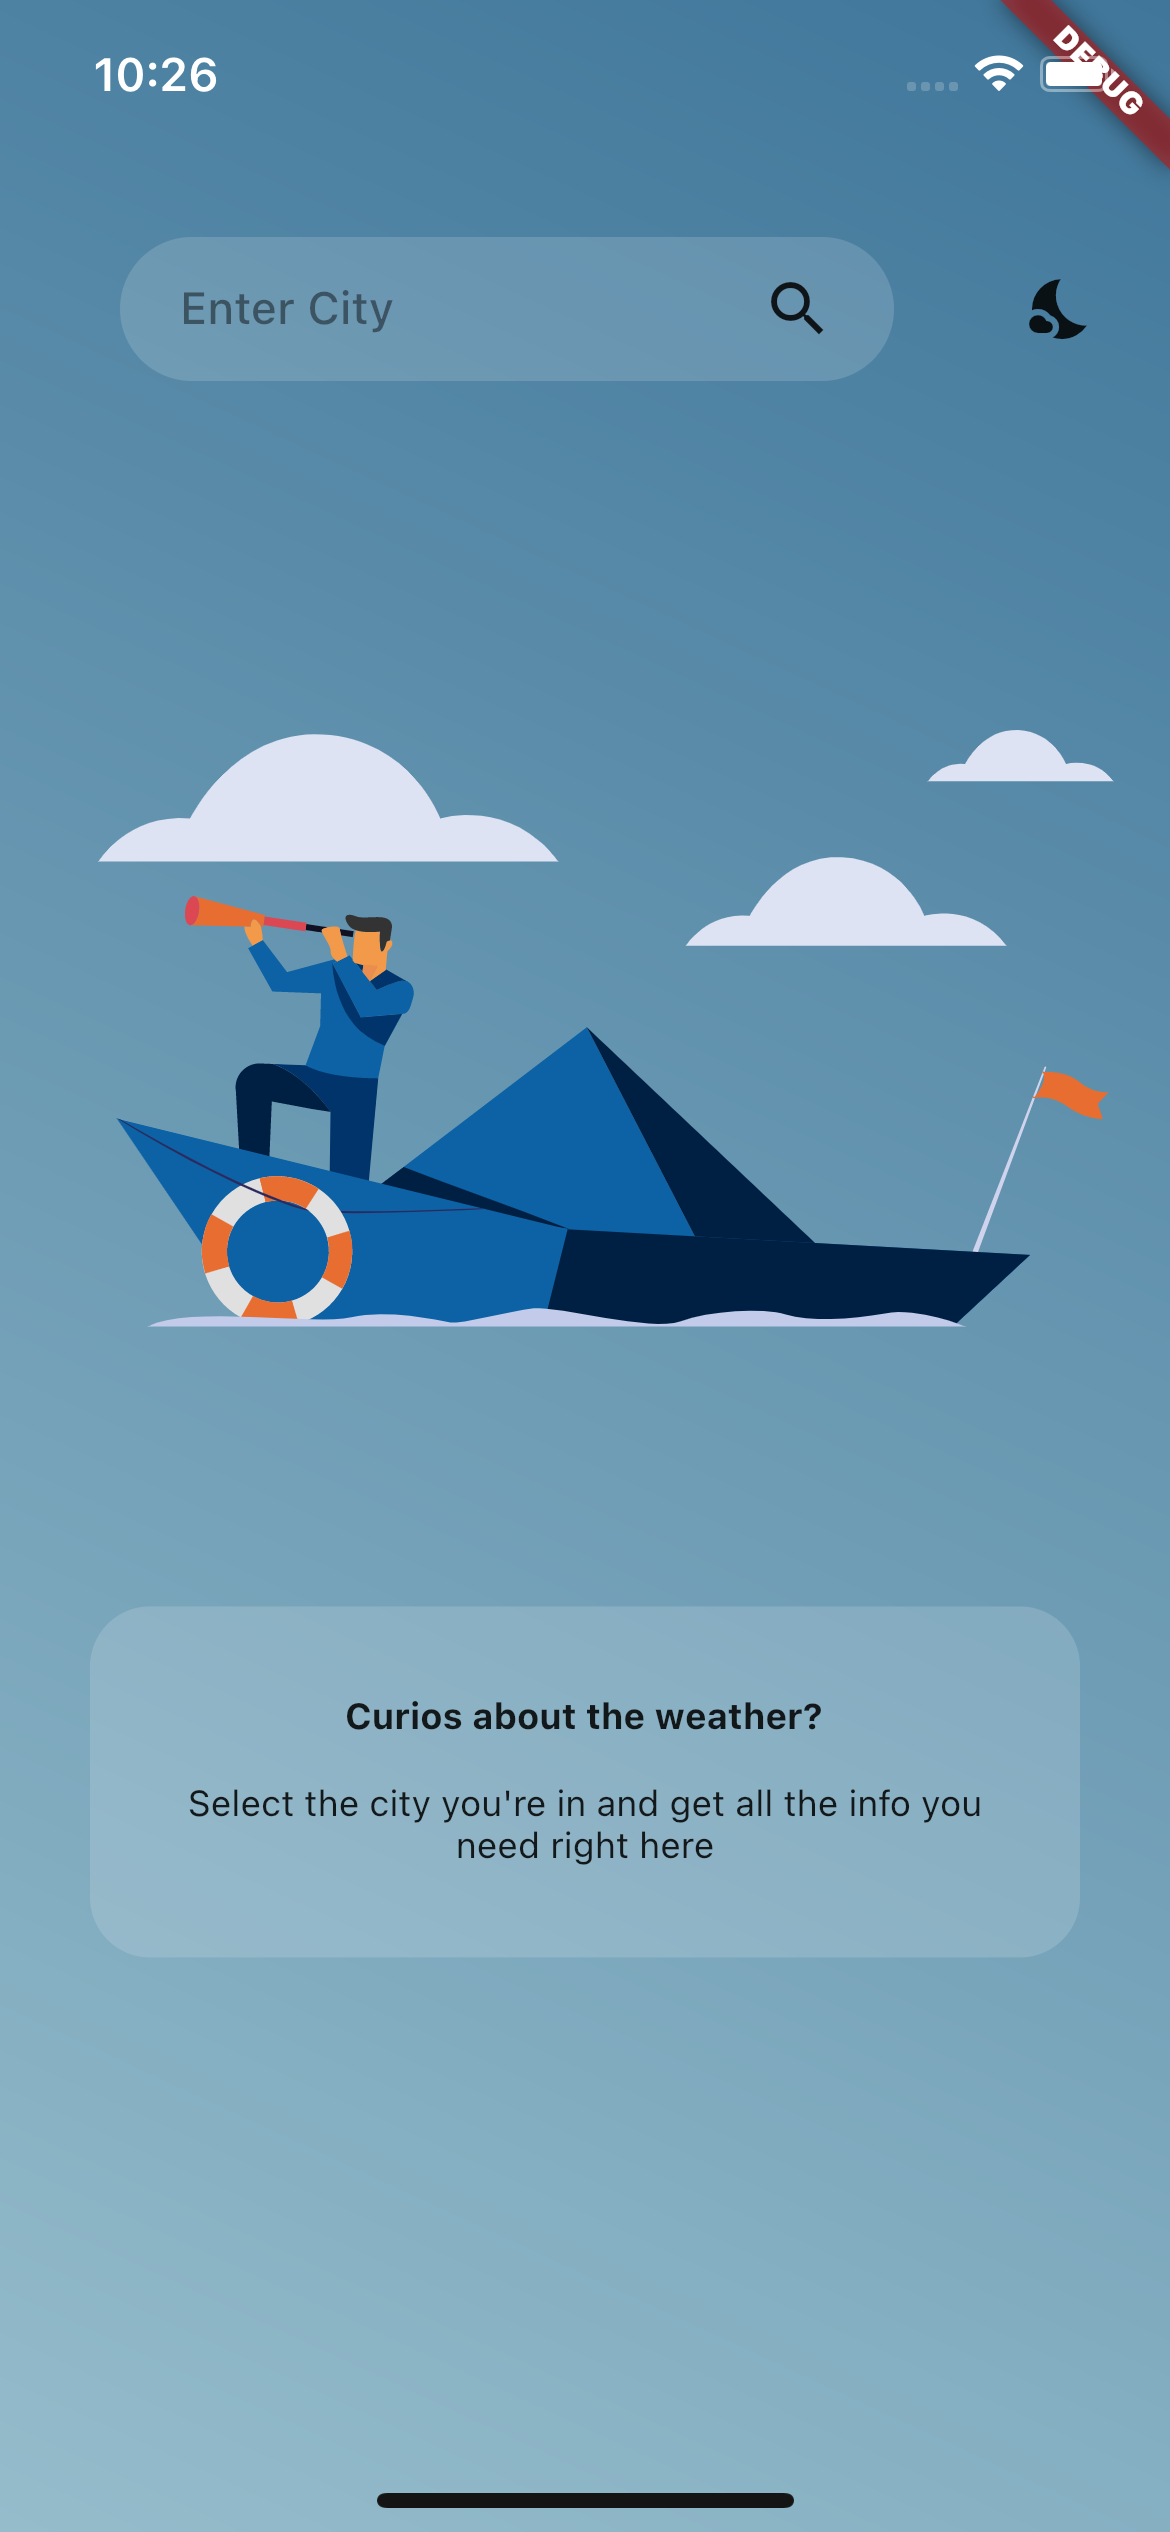 10:26
DEBUG
Enter City
Curios about the weather?
Select the city you're in and get all the info you
need right here